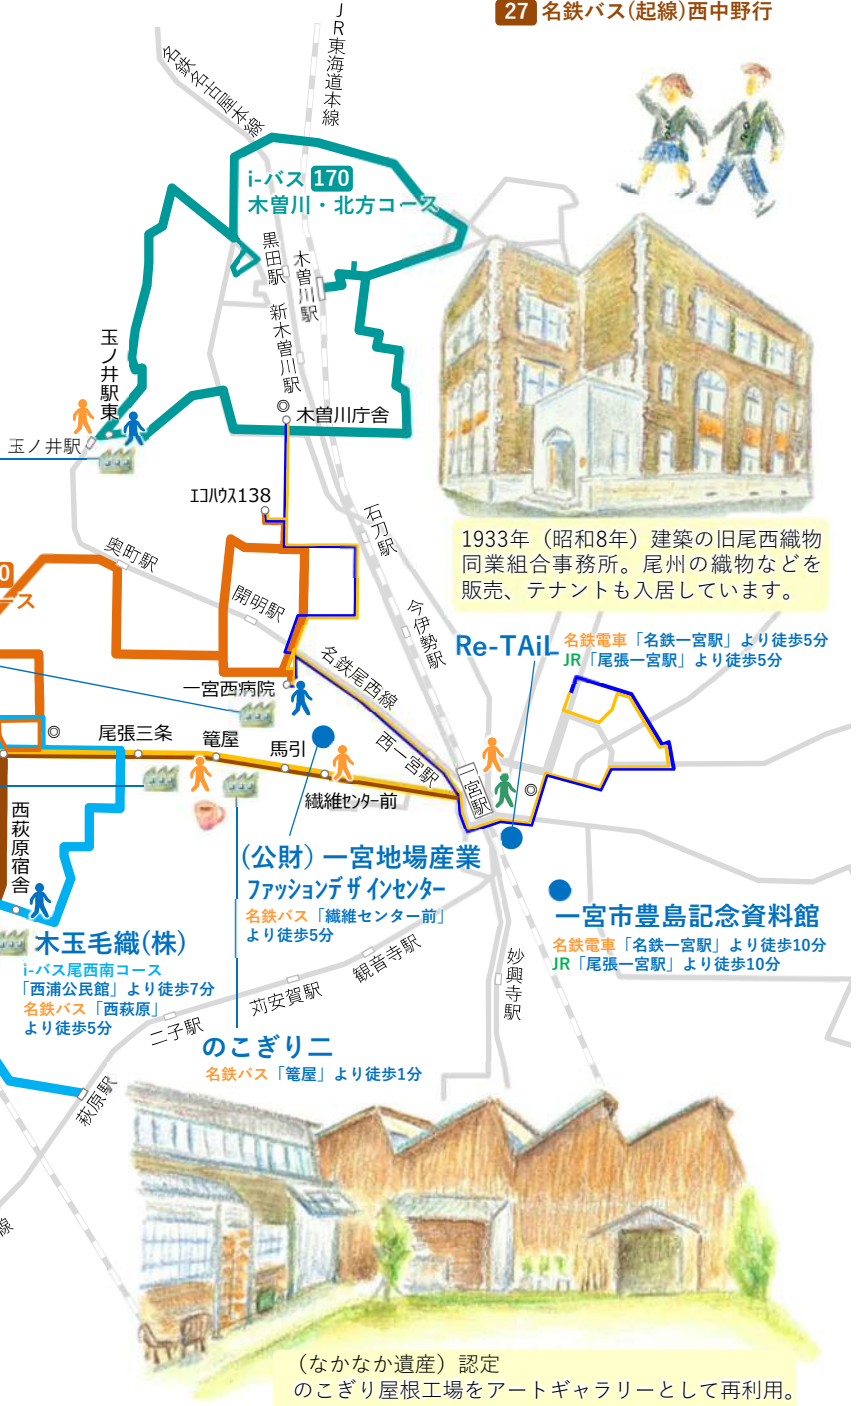 27 名鉄バス(起線)西中野行
JR東海道本線
名鉄名古屋本線
i-バス 170
木曽川・北方コース
黒田駅
木曽川駅
新木曽川駅
玉ノ井駅東
玉ノ井駅
木曽川庁舎
エコハウス138
石刀駅
奥町駅
開明駅
今伊勢駅
0
ース
1933年（昭和8年）建築の旧尾西織物
同業組合事務所。尾州の織物などを
販売、テナントも入居しています。
Re-TAiL
名鉄電車「名鉄一宮駅」より徒歩5分
JR「尾張一宮駅」より徒歩5分
名鉄尾西線
一宮西病院
西一宮駅
尾張三条
篭屋
馬引
繊維センター前
一宮駅
西萩原宿舎
(公財) 一宮地場産業
ファッションデザインセンター
名鉄バス「繊維センター前」
より徒歩5分
一宮市豊島記念資料館
名鉄電車「名鉄一宮駅」より徒歩10分
JR「尾張一宮駅」より徒歩10分
木玉毛織(株)
i-バス尾西南コース
「西浦公民館」より徒歩7分
名鉄バス「西萩原」
より徒歩5分
観音寺駅
妙興寺駅
苅安賀駅
二子駅
のこぎり二
名鉄バス「篭屋」より徒歩1分
萩原駅
線
（なかなか遺産）認定
のこぎり屋根工場をアートギャラリーとして再利用。